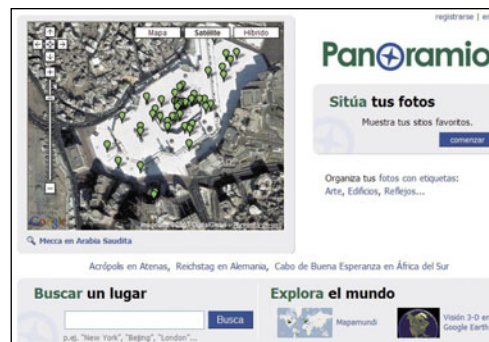 registrarse | en
Mapa Satélite Híbrido
Panoramio
Sitúa tus fotos
Muestra tus sitios favoritos.
comenzar
Organiza tus fotos con etiquetas:
Arte, Edificios, Reflejos...
Google
Mecca en Arabia Saudita
Acrópolis en Atenas, Reichstag en Alemania, Cabo de Buena Esperanza en África del Sur
Buscar un lugar
Busca
p.ej. "New York", "Beijing", "London"...
Explora el mundo
Mapamundi
Visión 3-D en
Google Earth